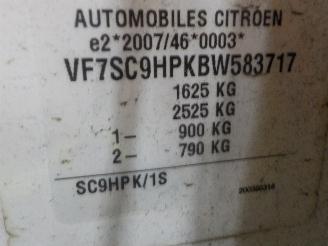 AUTOMOBILES CITROEN
e2*2007/46*0003*
VF7SC9HPKBW583717
1625 KG
2525 KG
1- 900 KG
2- 790 KG
SC9HPK/1S